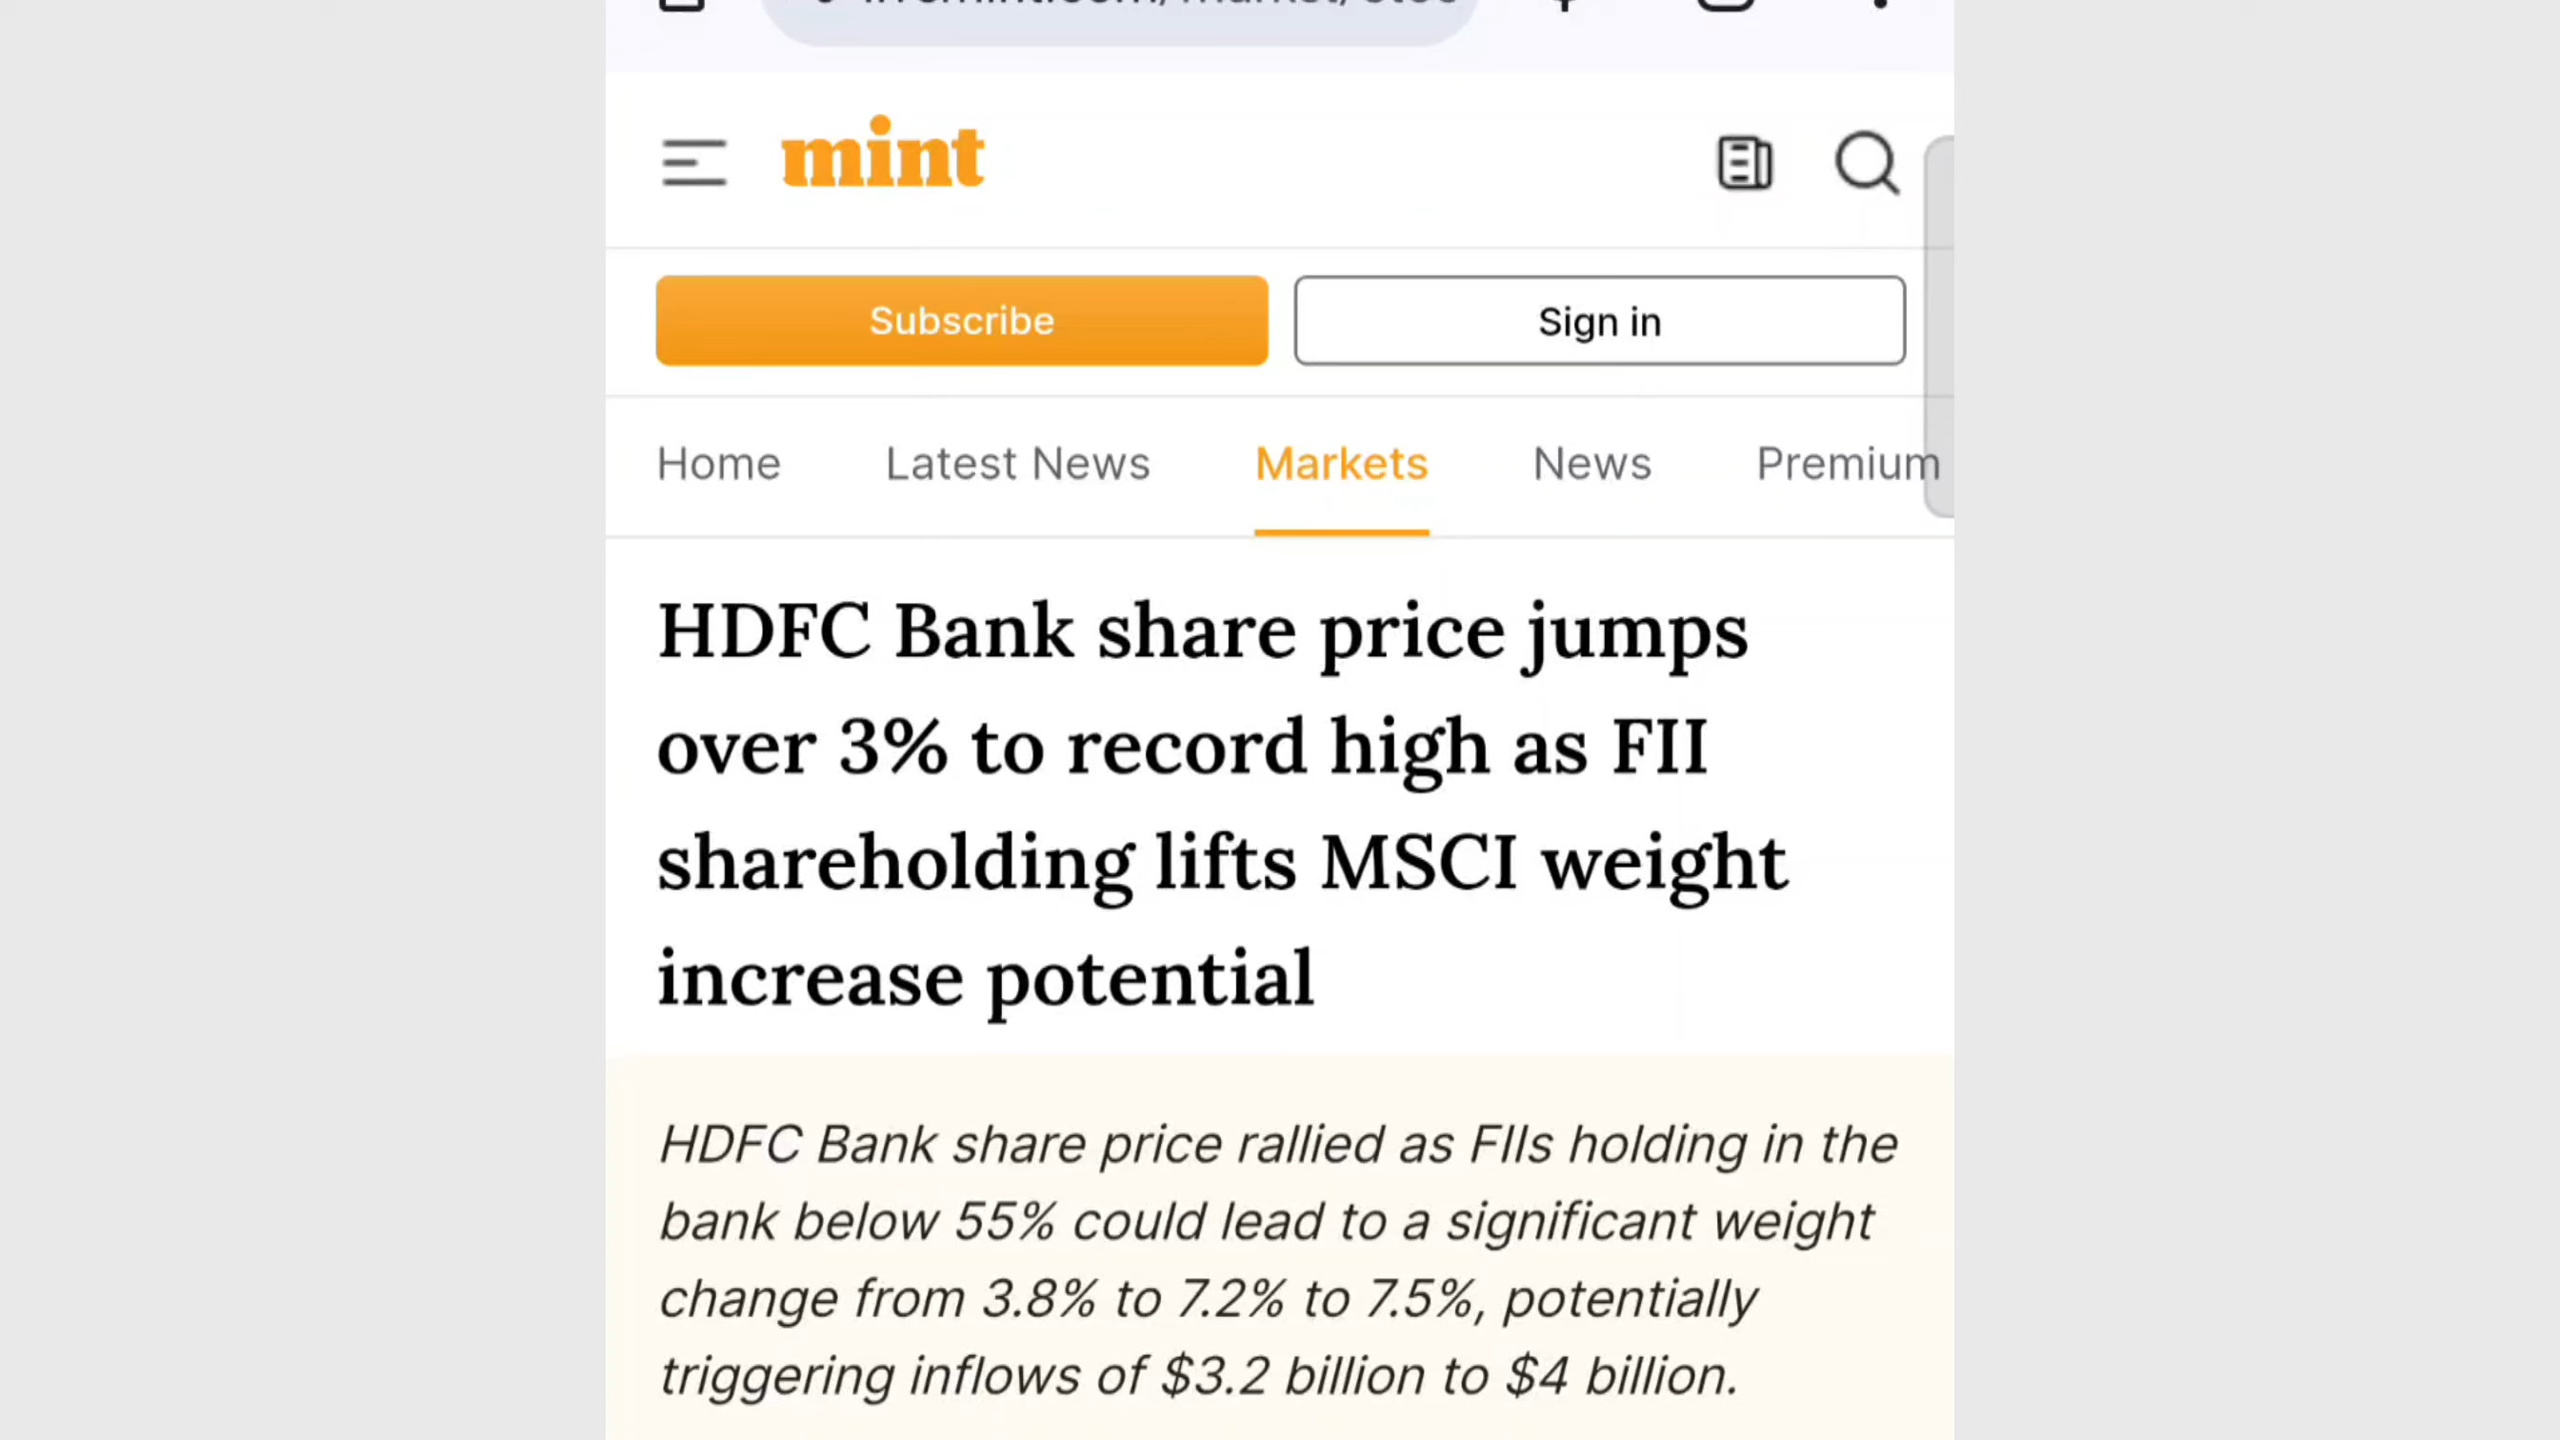 mint
Subscribe
Sign in
Home Latest News Markets News Premium
HDFC Bank share price jumps
over 3% to record high as FII
shareholding lifts MSCI weight
increase potential
HDFC Bank share price rallied as FIIs holding in the
bank below 55% could lead to a significant weight
change from 3.8% to 7.2% to 7.5%, potentially
triggering inflows of $3.2 billion to $4 billion.